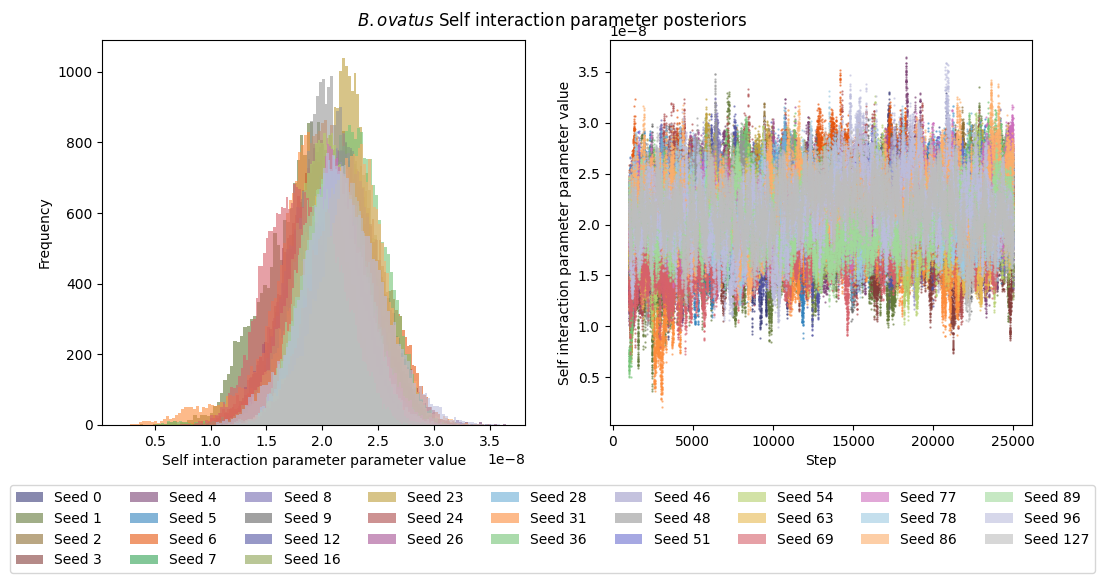 B.ovatus Self interaction parameter posteriors
1000
800
600
400
200
0
Frequency
0.5 1.0 1.5 2.0 2.5 3.0 3.5
1e−8
Self interaction parameter parameter value
1e−8
3.5
3.0
2.5
2.0
1.5
1.0
0.5
Self interaction parameter parameter value
0 5000 10000 15000 20000 25000
Step
Seed 0 Seed 4 Seed 8 Seed 23 Seed 28 Seed 46 Seed 54 Seed 77 Seed 89
Seed 1 Seed 5 Seed 9 Seed 24 Seed 31 Seed 48 Seed 63 Seed 78 Seed 96
Seed 2 Seed 6 Seed 12 Seed 26 Seed 36 Seed 51 Seed 69 Seed 86 Seed 127
Seed 3 Seed 7 Seed 16